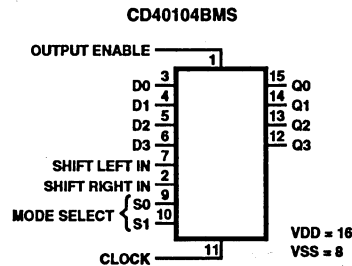 CD40104BMS
OUTPUT ENABLE
1
3 15
D0 Q0
4 14
D1 Q1
5 13
D2 Q2
6 12
D3 Q3
7
SHIFT LEFT IN
2
SHIFT RIGHT IN
9
S0
MODE SELECT
10
S1
VDD = 16
11
VSS = 8
CLOCK